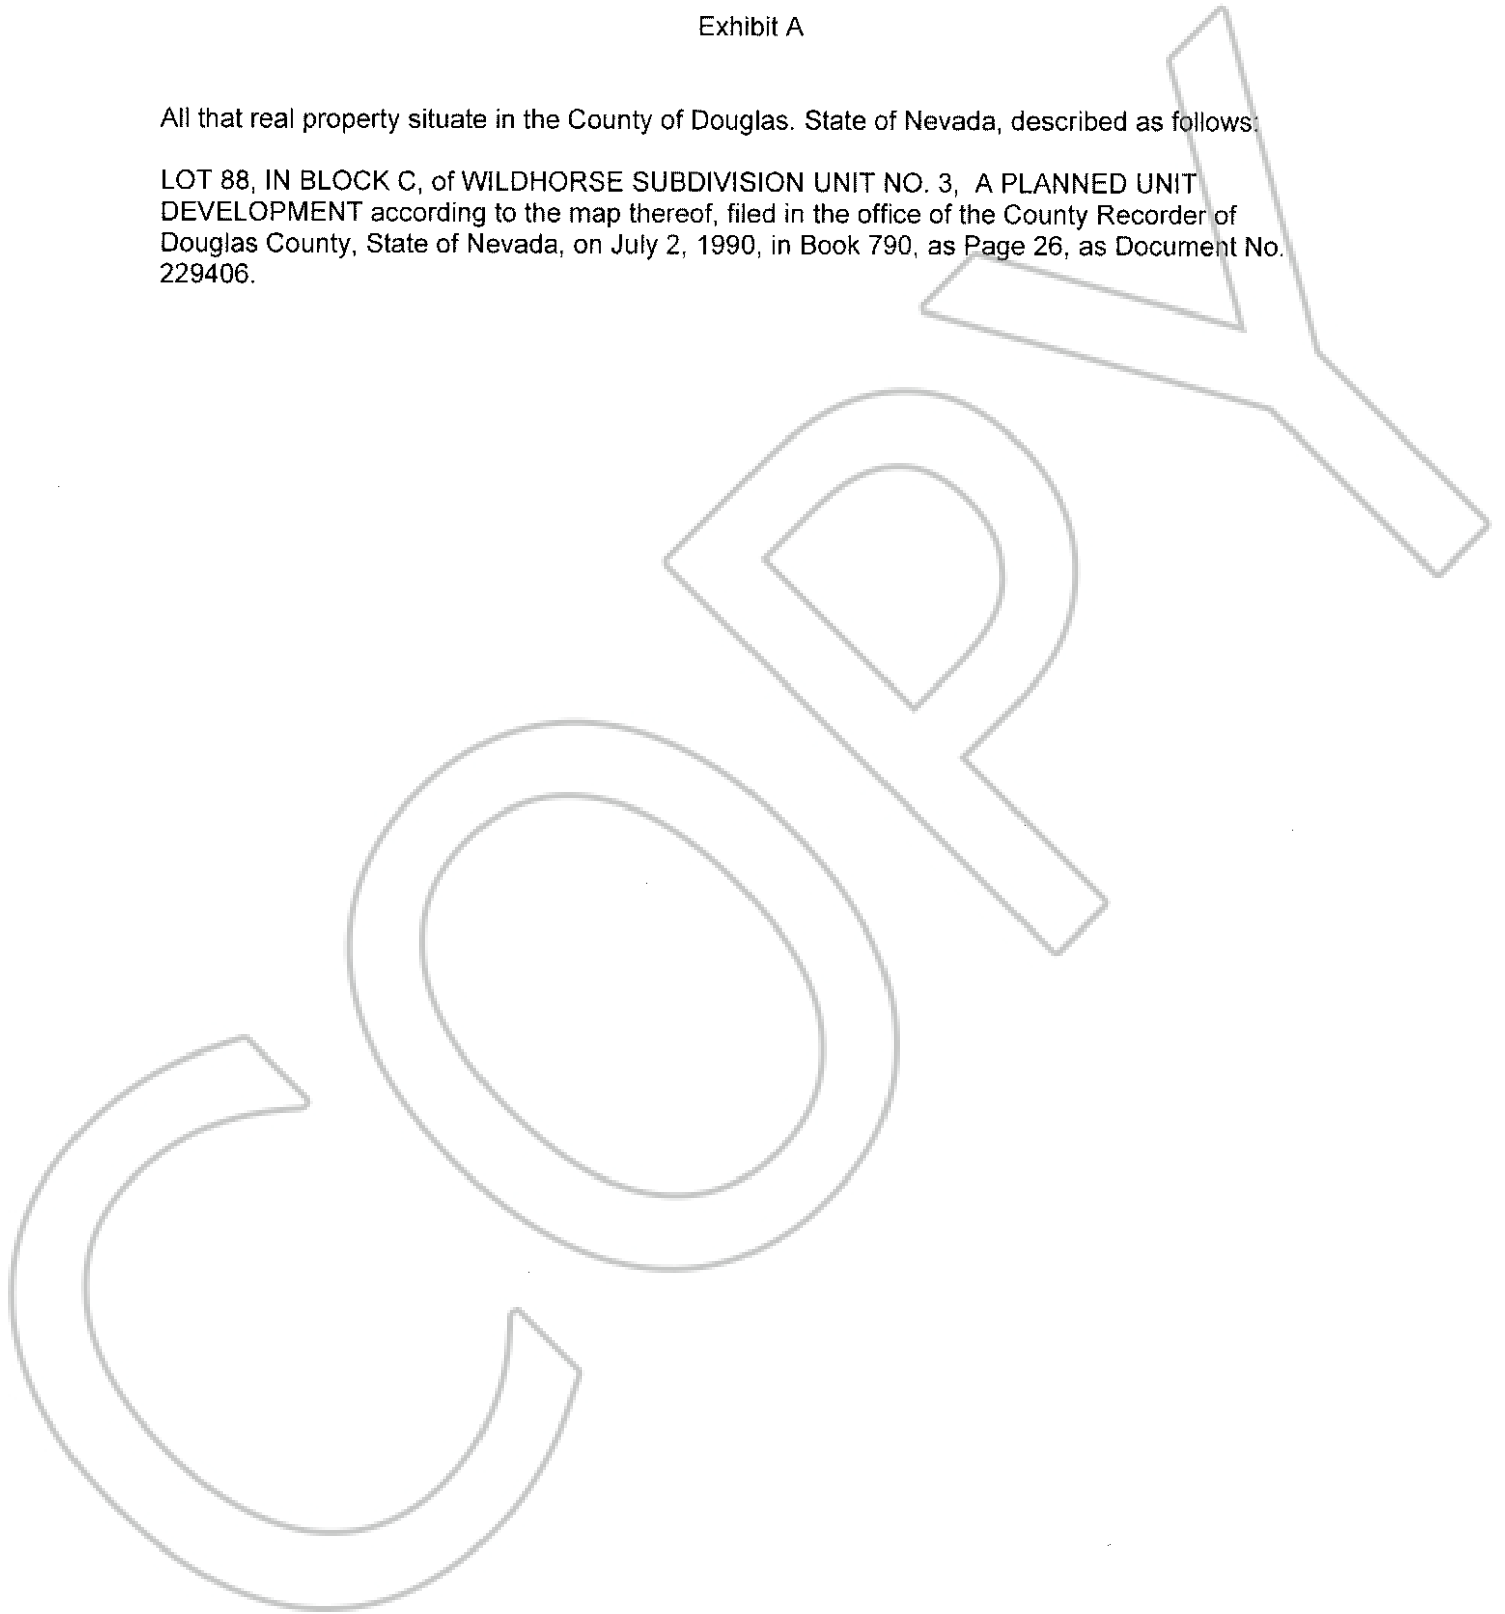 Exhibit A
All that real property situate in the County of Douglas. State of Nevada, described as follows:
LOT 88, IN BLOCK C, of WILDHORSE SUBDIVISION UNIT NO. 3,  A PLANNED UNIT
DEVELOPMENT according to the map thereof, filed in the office of the County Recorder of
Douglas County, State of Nevada, on July 2, 1990, in Book 790, as Page 26, as Document No.
229406.
COPY